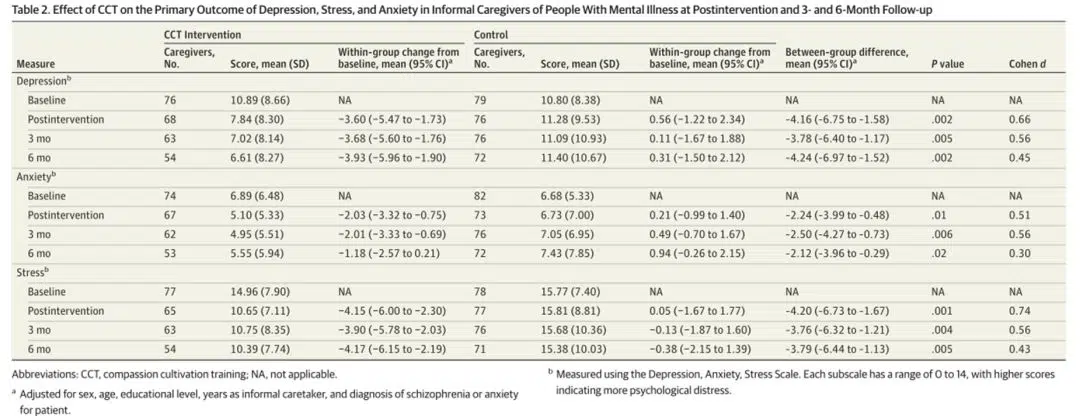 Table 2. Effect of CCT on the Primary Outcome of Depression, Stress, and Anxiety in Informal Caregivers of People With Mental Illness at Postintervention and 3- and 6-Month Follow-up
CCT Intervention Control
Measure Caregivers, No. Score, mean (SD) Within-group change from baseline, mean (95% CI)a Caregivers, No. Score, mean (SD) Within-group change from baseline, mean (95% CI)a Between-group difference, mean (95% CI)a P value Cohen d
Depressionb
Baseline 76 10.89 (8.66) NA 79 10.80 (8.38) NA NA NA NA
Postintervention 68 7.84 (8.30) −3.60 (−5.47 to −1.73) 76 11.28 (9.53) 0.56 (−1.22 to 2.34) -4.16 (−6.75 to −1.58) .002 0.66
3 mo 63 7.02 (8.14) −3.68 (−5.60 to −1.76) 76 11.09 (10.93) 0.11 (−1.67 to 1.88) −3.78 (−6.40 to −1.17) .005 0.56
6 mo 54 6.61 (8.27) −3.93 (−5.96 to −1.90) 72 11.40 (10.67) 0.31 (−1.50 to 2.12) −4.24 (−6.97 to −1.52) .002 0.45
Anxietyb
Baseline 74 6.89 (6.48) NA 82 6.68 (5.33) NA NA NA NA
Postintervention 67 5.10 (5.33) −2.03 (−3.32 to −0.75) 73 6.73 (7.00) 0.21 (−0.99 to 1.40) −2.24 (−3.99 to −0.48) .01 0.51
3 mo 62 4.95 (5.51) −2.01 (−3.33 to −0.69) 76 7.05 (6.95) 0.49 (−0.70 to 1.67) −2.50 (−4.27 to −0.73) .006 0.56
6 mo 53 5.55 (5.94) −1.18 (−2.57 to 0.21) 72 7.43 (7.85) 0.94 (−0.26 to 2.15) −2.12 (−3.96 to −0.29) .02 0.30
Stressb
Baseline 77 14.96 (7.90) NA 78 15.77 (7.40) NA NA NA NA
Postintervention 65 10.65 (7.11) −4.15 (−6.00 to −2.30) 77 15.81 (8.81) 0.05 (−1.67 to 1.77) −4.20 (−6.73 to −1.67) .001 0.74
3 mo 63 10.75 (8.35) −3.90 (−5.78 to −2.03) 76 15.68 (10.36) −0.13 (−1.87 to 1.60) −3.76 (−6.32 to −1.21) .004 0.56
6 mo 54 10.39 (7.74) −4.17 (−6.15 to −2.19) 71 15.38 (10.03) −0.38 (−2.15 to 1.39) −3.79 (−6.44 to −1.13) .005 0.43
Abbreviations: CCT, compassion cultivation training; NA, not applicable.
a Adjusted for sex, age, educational level, years as informal caretaker, and diagnosis of schizophrenia or anxiety
for patient.
b Measured using the Depression, Anxiety, Stress Scale. Each subscale has a range of 0 to 14, with higher scores
indicating more psychological distress.